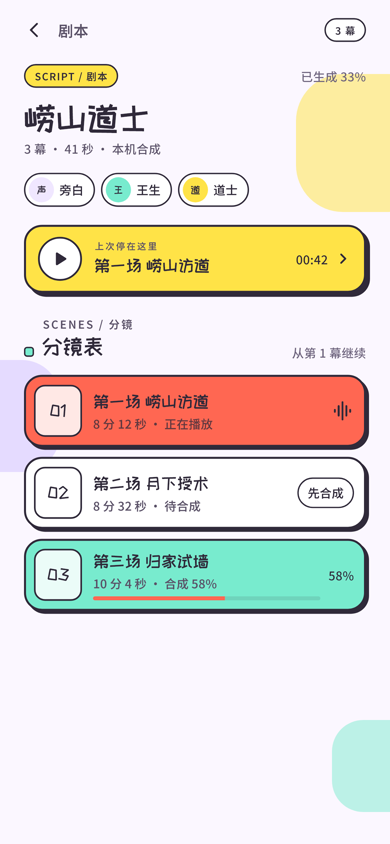 剧本
3 幕
SCRIPT / 剧本
已生成 33%
崂山道士
3 幕 • 41 秒 • 本机合成
声 旁白
王 王生
道 道士
上次停在这里
第一场 崂山访道
00:42
SCENES / 分镜
分镜表
从第 1 幕继续
01
第一场 崂山访道
8 分 12 秒 • 正在播放
02
第二场 月下授术
8 分 32 秒 • 待合成
先合成
03
第三场 归家试墙
10 分 4 秒 • 合成 58%
58%